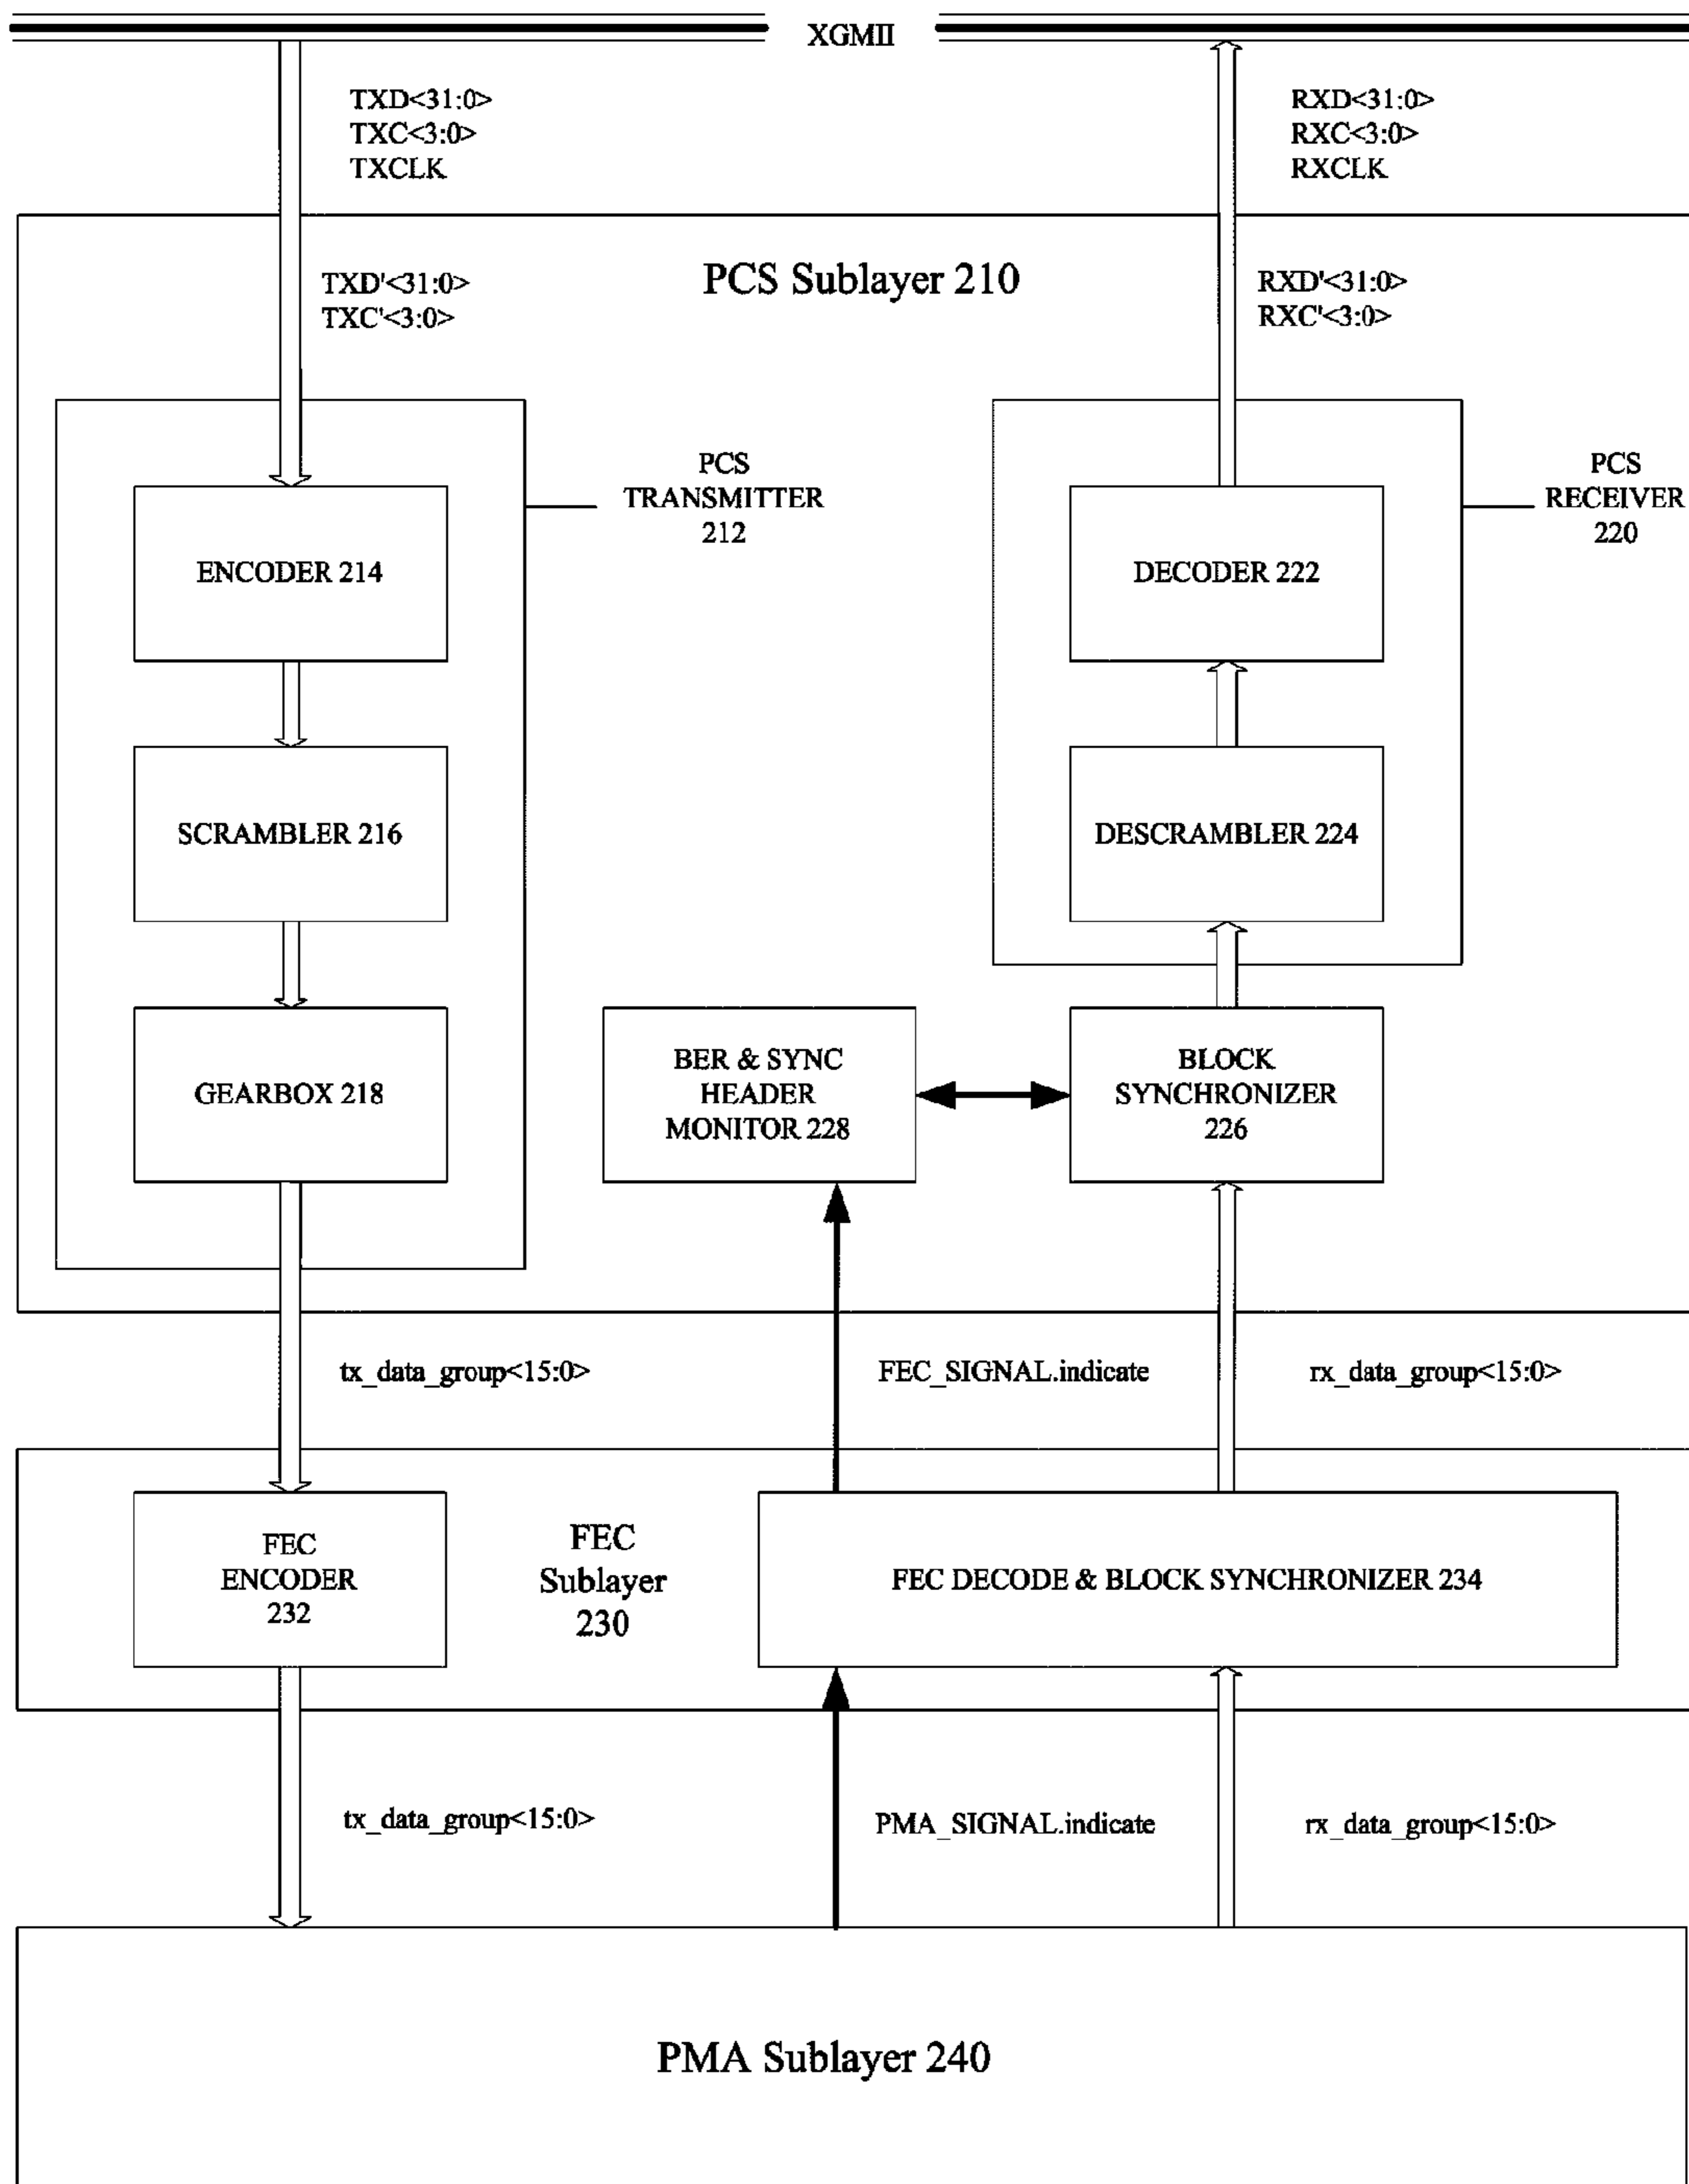 XGMII
TXD<31:0>
TXC<3:0>
TXCLK
RXD<31:0>
RXC<3:0>
RXCLK
PCS Sublayer 210
TXD'<31:0>
TXC'<3:0>
RXD'<31:0>
RXC'<3:0>
PCS
TRANSMITTER
212
PCS
RECEIVER
220
ENCODER 214
DECODER 222
SCRAMBLER 216
DESCRAMBLER 224
GEARBOX 218
BER & SYNC
HEADER
MONITOR 228
BLOCK
SYNCHRONIZER
226
tx_data_group<15:0>
FEC_SIGNAL.indicate
rx_data_group<15:0>
FEC
ENCODER
232
FEC
Sublayer
230
FEC DECODE & BLOCK SYNCHRONIZER 234
tx_data_group<15:0>
PMA_SIGNAL.indicate
rx_data_group<15:0>
PMA Sublayer 240